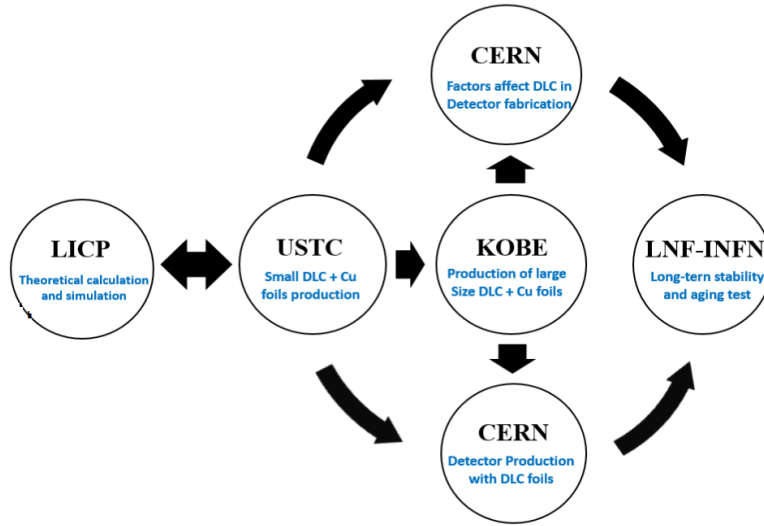 CERN
Factors affect DLC in
Detector fabrication
LICP
Theoretical calculation
and simulation
USTC
Small DLC + Cu
foils production
KOBE
Production of large
Size DLC + Cu foils
LNF-INFN
Long-tern stability
and aging test
CERN
Detector Production
with DLC foils